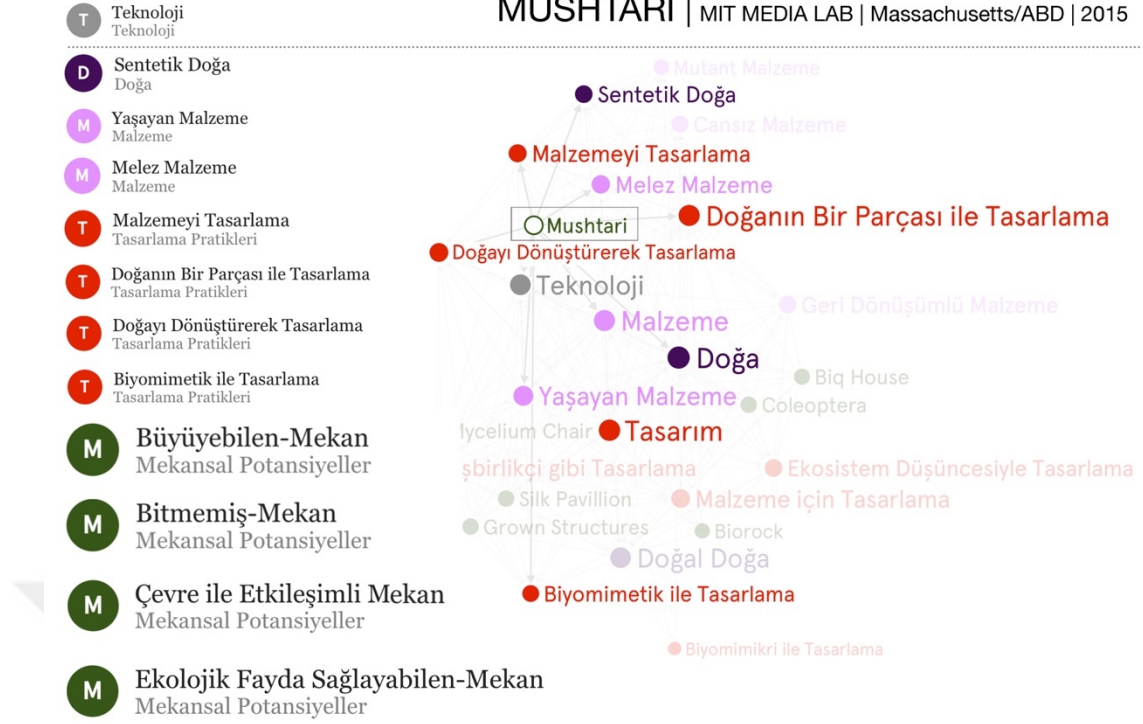 T
Teknoloji
Teknoloji
MUSHTARI | MIT MEDIA LAB | Massachusetts/ABD | 2015
D
Sentetik Doğa
Doğa
M
Yaşayan Malzeme
Malzeme
M
Melez Malzeme
Malzeme
T
Malzemeyi Tasarlama
Tasarlama Pratikleri
T
Doğanın Bir Parçası ile Tasarlama
Tasarlama Pratikleri
T
Doğayı Dönüştürerek Tasarlama
Tasarlama Pratikleri
T
Biyomimetik ile Tasarlama
Tasarlama Pratikleri
M
Büyüyebilen-Mekan
Mekansal Potansiyeller
M
Bitmemiş-Mekan
Mekansal Potansiyeller
M
Çevre ile Etkileşimli Mekan
Mekansal Potansiyeller
M
Ekolojik Fayda Sağlayabilen-Mekan
Mekansal Potansiyeller
Mutant Malzeme
Sentetik Doğa
Cansız Malzeme
Malzemeyi Tasarlama
Melez Malzeme
Doğanın Bir Parçası ile Tasarlama
Mushtari
Doğayı Dönüştürerek Tasarlama
Teknoloji
Geri Dönüşümlü Malzeme
Malzeme
Doğa
Biq House
Yaşayan Malzeme
Coleoptera
lycelium Chair
Tasarım
şbirlikçi gibi Tasarlama
Ekosistem Düşüncesiyle Tasarlama
Silk Pavillion
Malzeme için Tasarlama
Grown Structures
Biorock
Doğal Doğa
Biyomimetik ile Tasarlama
Biyomimikri ile Tasarlama